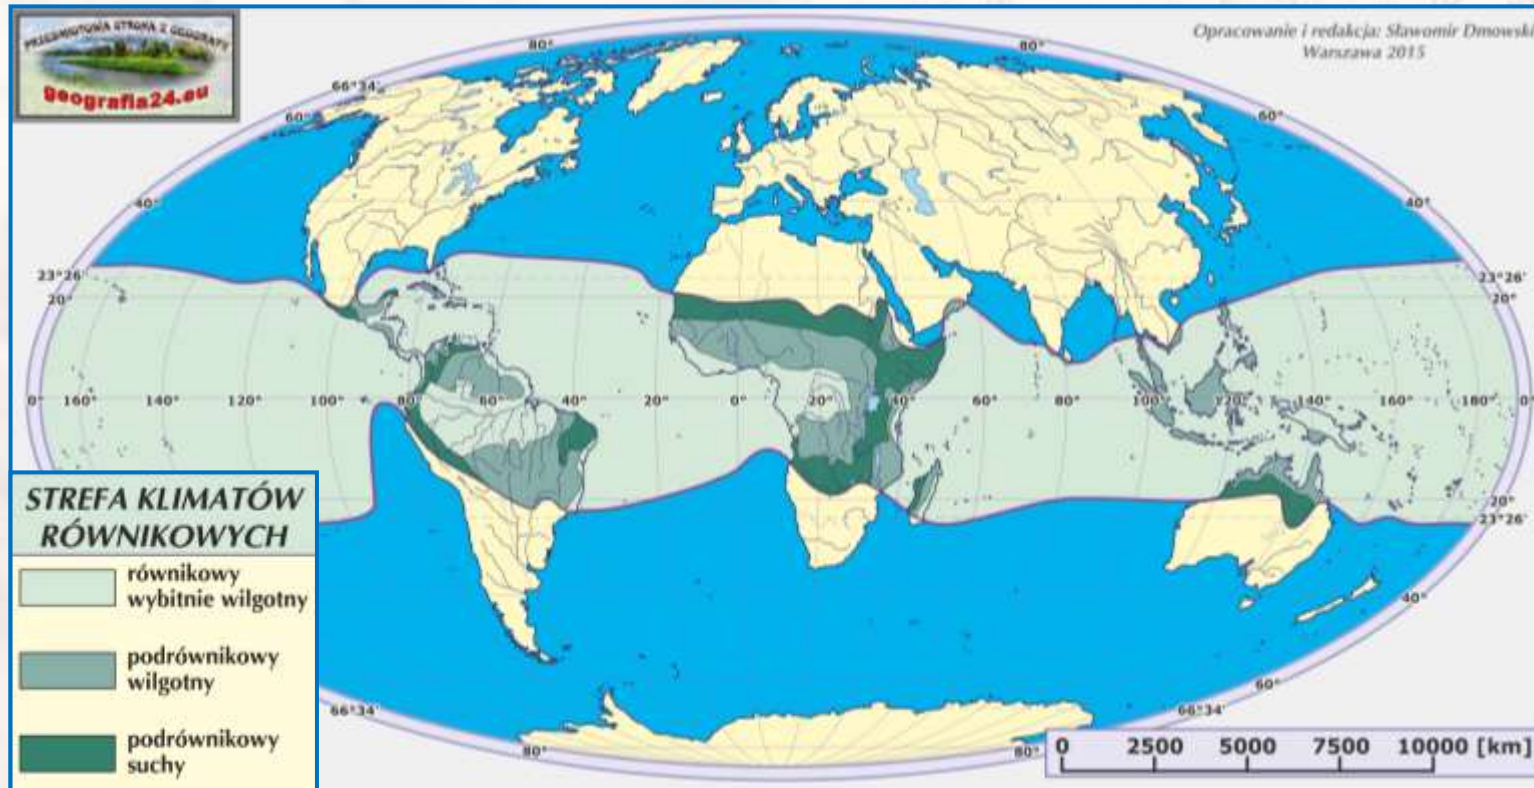 PRZEDMIOTOWA STRONA Z GEOGRAFII
geografia24.eu
Opracowanie i redakcja: Sławomir Dmowski
Warszawa 2015
80° 80°
66°34'
60° 60°
40° 40°
23°26' 23°26'
20° 20°
0° 160° 140° 120° 100° 80° 60° 40° 0° 20° 40° 60° 80° 100° 120° 140° 160° 180° 0°
20°
23°26'
40°
60°
66°34' 66°34'
80° 80°
STREFA KLIMATÓW
RÓWNIKOWYCH
równikowy
wybitnie wilgotny
podrównikowy
wilgotny
podrównikowy
suchy
0 2500 5000 7500 10000 [km]